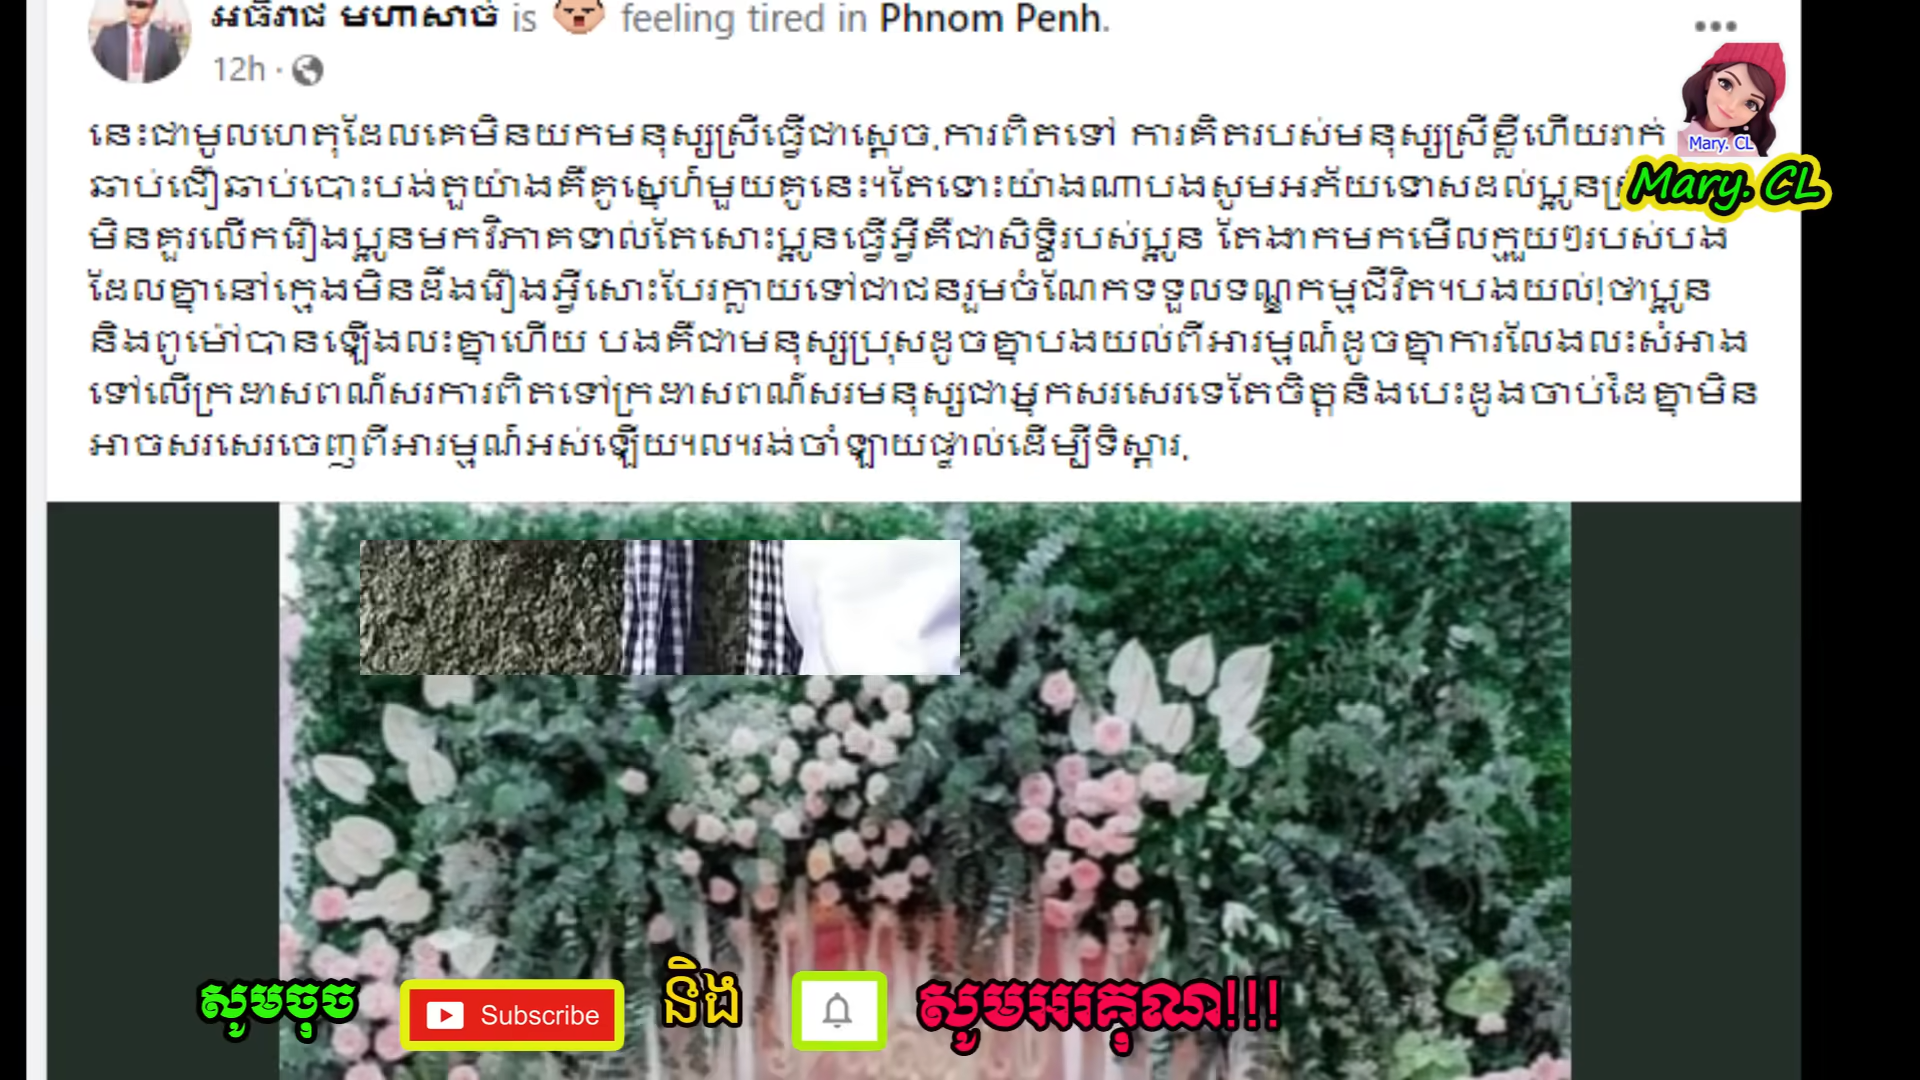 អធិរាជ មហាសាច់ is feeling tired in Phnom Penh.
12h ·
នេះជាមូលហេតុដែលគេមិនយកមនុស្សស្រីធ្វើជាស្ដេច,ការពិតទៅ ការគិតរបស់មនុស្សស្រីខ្លីហើយរាក់
ឆាប់ជឿឆាប់បោះបង់តួយ៉ាងគឺគូស្នេហ៍មួយគូនេះ។តែទោះយ៉ាងណាបងសូមអភ័យទោសដល់ប្អូនស្រី
មិនគួរលើករឿងប្អូនមកវិភាគទាល់តែសោះប្អូនធ្វើអ្វីគឺជាសិទ្ធិរបស់ប្អូន តែងាកមកមើលក្មួយៗរបស់បង
ដែលគ្នានៅក្មេងមិនដឹងរឿងអ្វីសោះបែរក្លាយទៅជាជនរួមចំណែកទទួលទណ្ឌកម្មជីវិត។បងយល់!ថាប្អូន
និងពូម៉ៅបានឡើងលះគ្នាហើយ បងគឺជាមនុស្សប្រុសដូចគ្នាបងយល់ពីអារម្មណ៍ដូចគ្នាការលែងលះសំអាង
ទៅលើក្រដាសពណ៍សរការពិតទៅក្រដាសពណ៍សរមនុស្សជាអ្នកសរសេរទេតែចិត្តនិងបេះដូងចាប់ដៃគ្នាមិន
អាចសរសេរចេញពីអារម្មណ៍អស់ឡើយ។ល។រង់ចាំឡាយផ្ទាល់ដើម្បីទិស្ដារ,
Mary. CL
Mary. CL
សូមចុច Subscribe និង សូមអរគុណ!!!